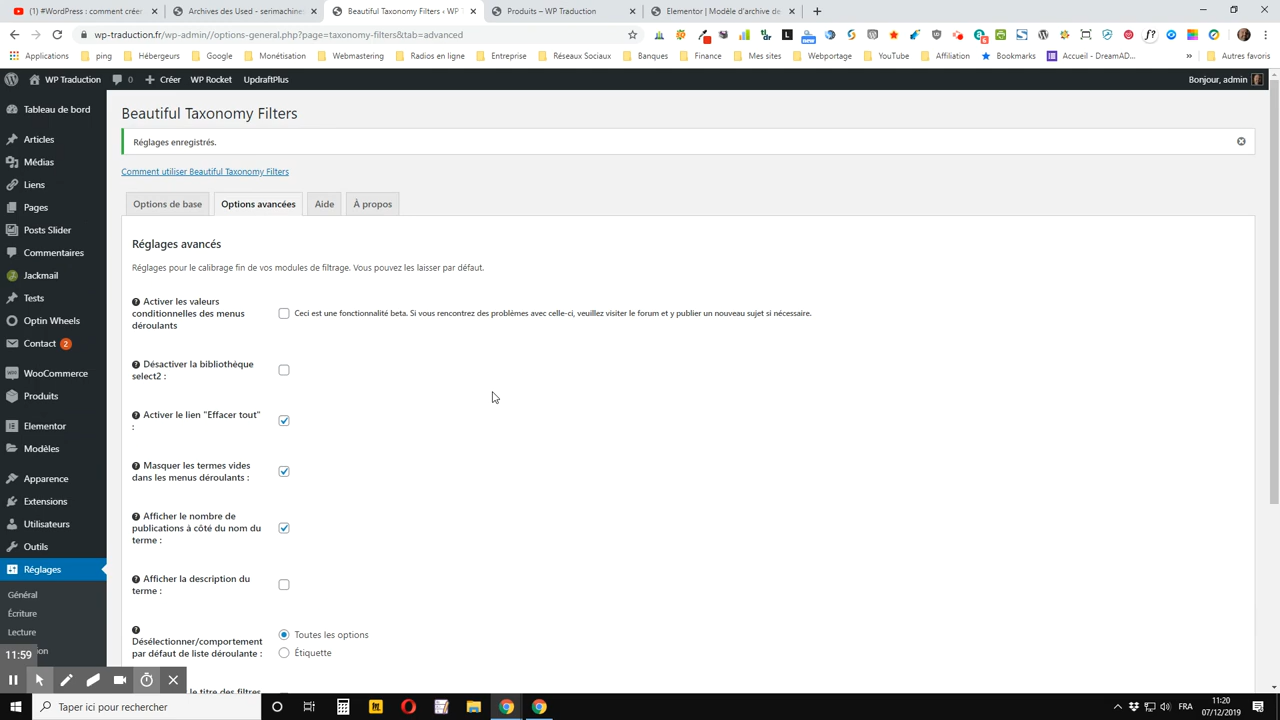 (1) #WordPress : comment créer
Archives des Used - serimachines
Beautiful Taxonomy Filters ‹ WP T
Produits – WP Traduction
Elementor | Modèle d'archive de
wp-traduction.fr/wp-admin//options-general.php?page=taxonomy-filters&tab=advanced
Applications
ping
Hébergeurs
Google
Monétisation
Webmastering
Radios en ligne
Entreprise
Réseaux Sociaux
Banques
Finance
Mes sites
Webportage
YouTube
Affiliation
Bookmarks
Accueil - DreamAD...
»
Autres favoris
WP Traduction
0
Créer
WP Rocket
UpdraftPlus
Bonjour, admin
Tableau de bord
Articles
Médias
Liens
Pages
Posts Slider
Commentaires
Jackmail
Tests
Optin Wheels
Contact 2
WooCommerce
Produits
Elementor
Modèles
Apparence
Extensions
Utilisateurs
Outils
Réglages
Général
Écriture
Lecture
Beautiful Taxonomy Filters
Réglages enregistrés.
Comment utiliser Beautiful Taxonomy Filters
Options de base
Options avancées
Aide
À propos
Réglages avancés
Réglages pour le calibrage fin de vos modules de filtrage. Vous pouvez les laisser par défaut.
Activer les valeurs
conditionnelles des menus
déroulants
Ceci est une fonctionnalité beta. Si vous rencontrez des problèmes avec celle-ci, veuillez visiter le forum et y publier un nouveau sujet si nécessaire.
Désactiver la bibliothèque
select2 :
Activer le lien "Effacer tout"
:
Masquer les termes vides
dans les menus déroulants :
Afficher le nombre de
publications à côté du nom du
terme :
Afficher la description du
terme :
Désélectionner/comportement
par défaut de liste déroulante :
Toutes les options
Étiquette
le titre des filtres
11:59
Taper ici pour rechercher
FRA
11:20
07/12/2019